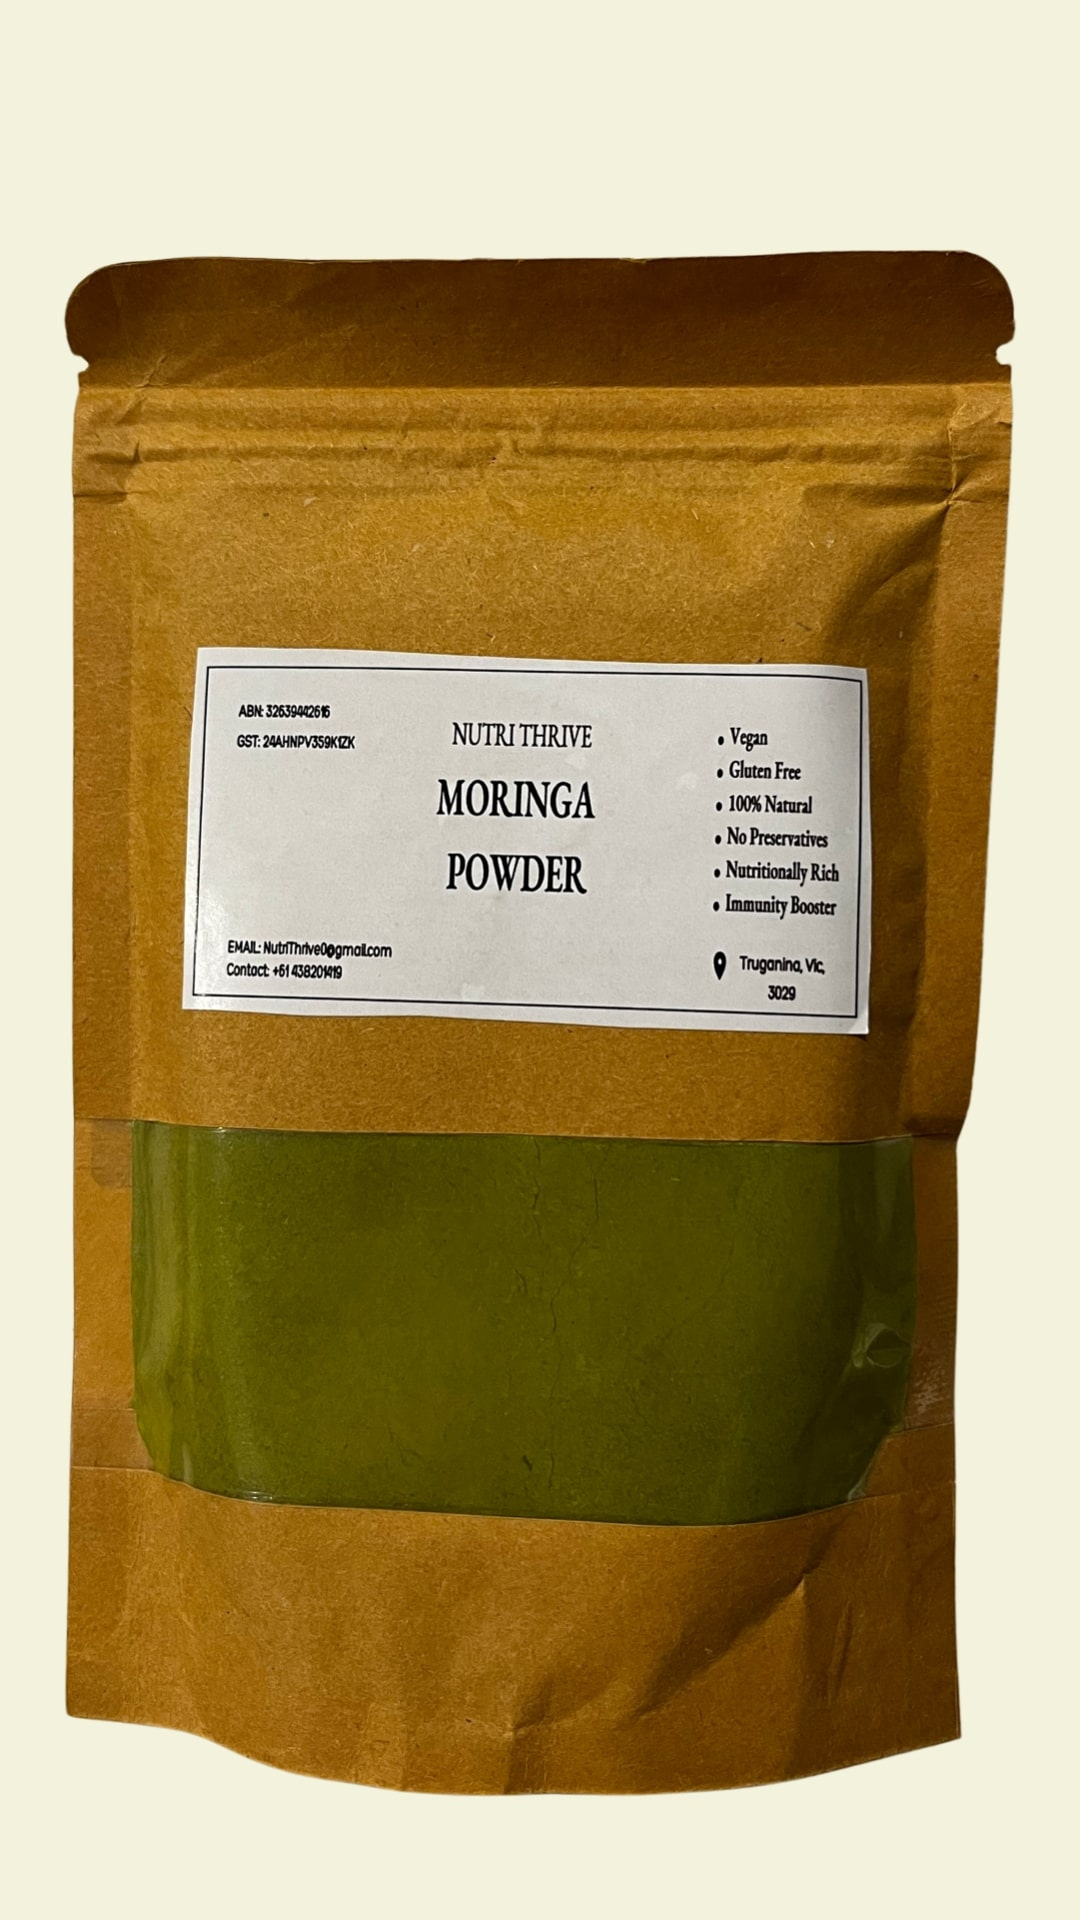 ABN: 32639442616
GST: 24AHNPV359K1ZK
NUTRI THRIVE
MORINGA
POWDER
• Vegan
• Gluten Free
• 100% Natural
• No Preservatives
• Nutritionally Rich
• Immunity Booster
EMAIL: NutriThrive0@gmail.com
Contact: +61 438201419
Truganina, Vic,
3029